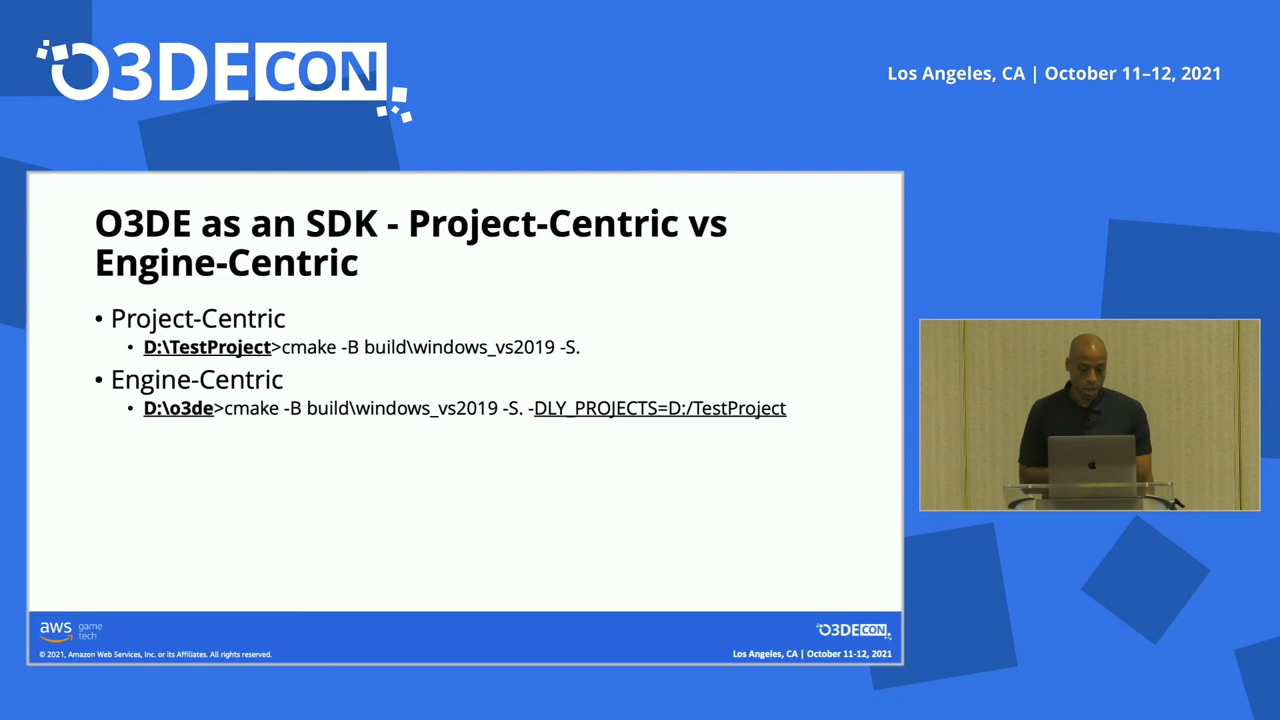 O3DECON
Los Angeles, CA | October 11–12, 2021
O3DE as an SDK - Project-Centric vs
Engine-Centric
• Project-Centric
• D:\TestProject>cmake -B build\windows_vs2019 -S.
• Engine-Centric
• D:\o3de>cmake -B build\windows_vs2019 -S. -DLY_PROJECTS=D:/TestProject
aws game
tech
O3DECON
© 2021, Amazon Web Services, Inc. or its Affiliates. All rights reserved.
Los Angeles, CA | October 11-12, 2021